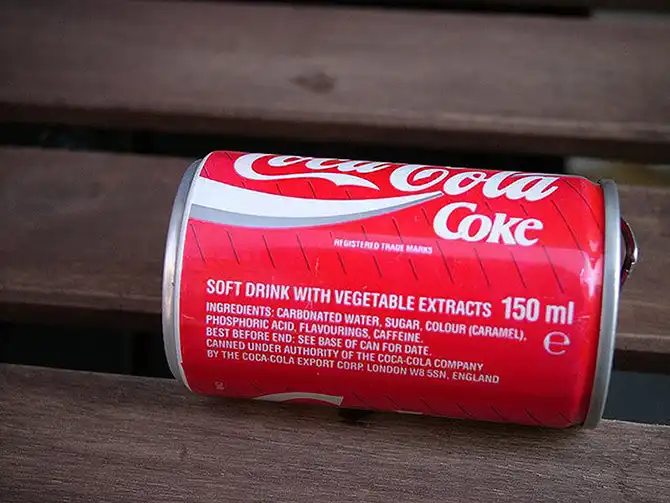 Coca-Cola
Coke
REGISTERED TRADE MARKS
SOFT DRINK WITH VEGETABLE EXTRACTS 150 ml
INGREDIENTS: CARBONATED WATER, SUGAR, COLOUR (CARAMEL),
PHOSPHORIC ACID, FLAVOURINGS, CAFFEINE. ℮
BEST BEFORE END: SEE BASE OF CAN FOR DATE.
CANNED UNDER AUTHORITY OF THE COCA-COLA COMPANY
BY THE COCA-COLA EXPORT CORP. LONDON W8 5SN, ENGLAND